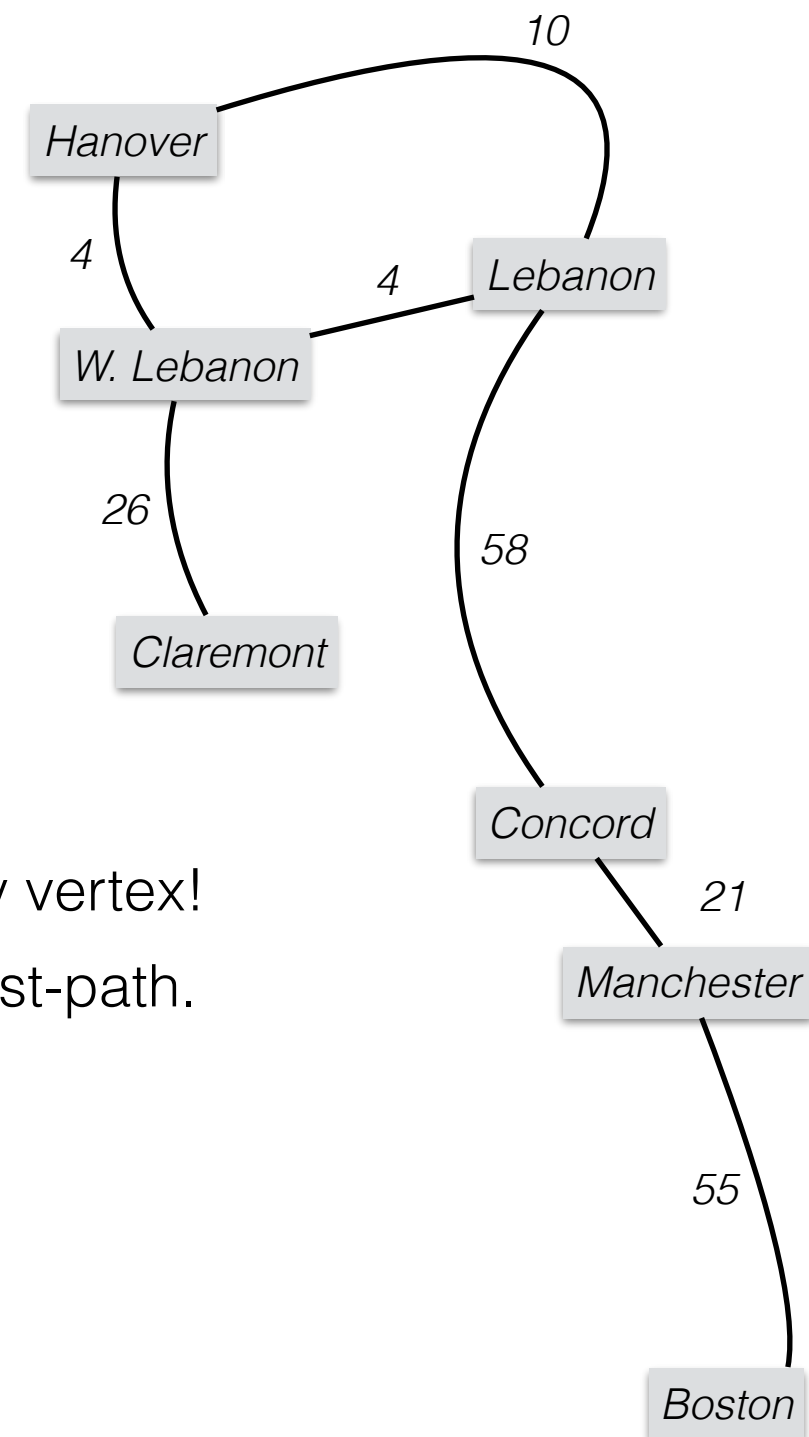 10
Hanover
4
4
Lebanon
W. Lebanon
26
58
Claremont
Concord
vertex!
21
st-path.
Manchester
55
Boston